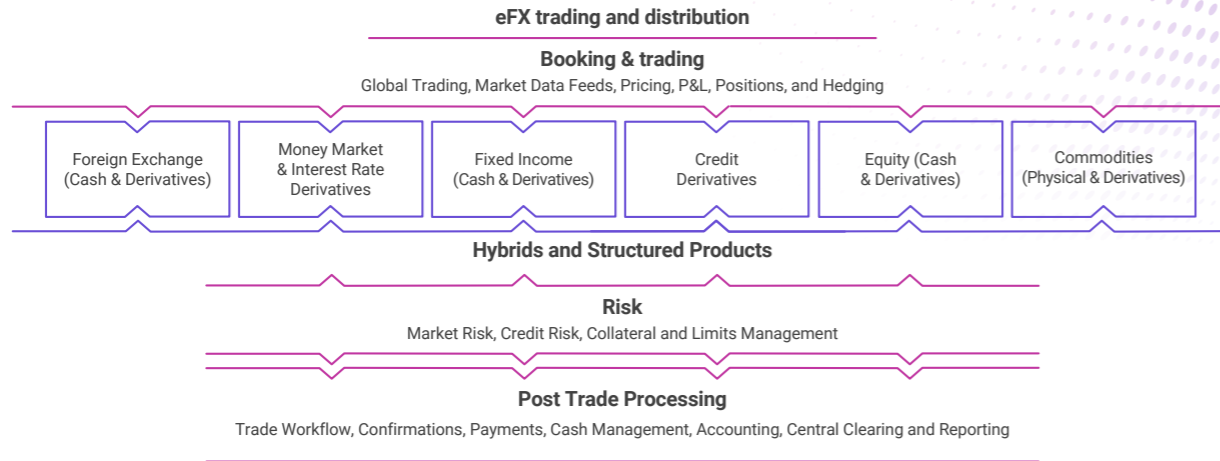 eFX trading and distribution
Booking & trading
Global Trading, Market Data Feeds, Pricing, P&L, Positions, and Hedging
Foreign Exchange
(Cash & Derivatives)
Money Market
& Interest Rate
Derivatives
Fixed Income
(Cash & Derivatives)
Credit
Derivatives
Equity (Cash
& Derivatives)
Commodities
(Physical & Derivatives)
Hybrids and Structured Products
Risk
Market Risk, Credit Risk, Collateral and Limits Management
Post Trade Processing
Trade Workflow, Confirmations, Payments, Cash Management, Accounting, Central Clearing and Reporting